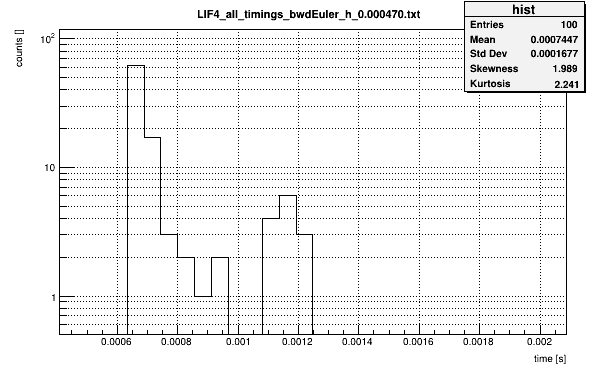 LIF4_all_timings_bwdEuler_h_0.000470.txt
hist
Entries 100
Mean 0.0007447
Std Dev 0.0001677
Skewness 1.989
Kurtosis 2.241
counts []
10²
10
1
0.0006 0.0008 0.001 0.0012 0.0014 0.0016 0.0018 0.002
time [s]